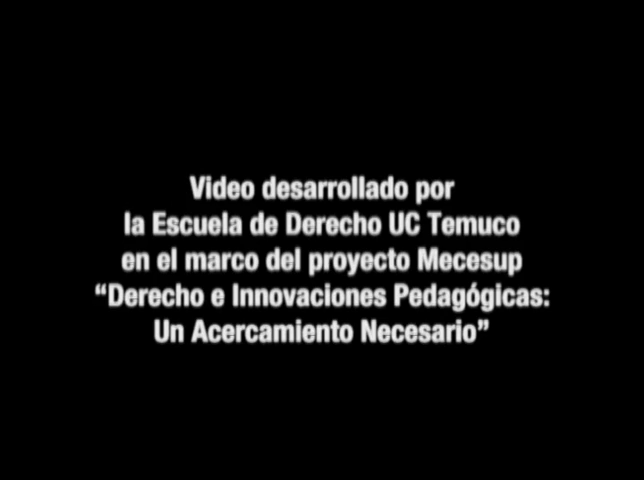 Video desarrollado por
la Escuela de Derecho UC Temuco
en el marco del proyecto Mecesup
“Derecho e Innovaciones Pedagógicas:
Un Acercamiento Necesario”